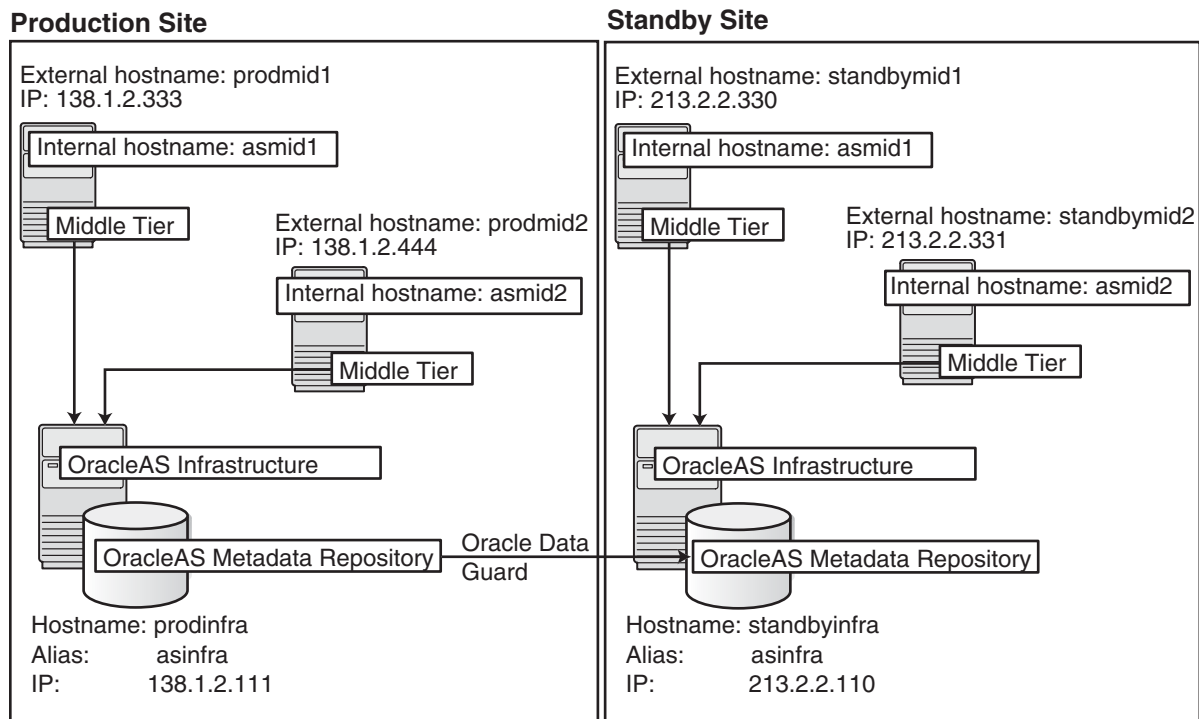 Production Site
External hostname: prodmid1
IP: 138.1.2.333
Internal hostname: asmid1
Middle Tier
External hostname: prodmid2
IP: 138.1.2.444
Internal hostname: asmid2
Middle Tier
OracleAS Infrastructure
OracleAS Metadata Repository
Hostname: prodinfra
Alias: asinfra
IP: 138.1.2.111
Oracle Data
Guard
Standby Site
External hostname: standbymid1
IP: 213.2.2.330
Internal hostname: asmid1
Middle Tier
External hostname: standbymid2
IP: 213.2.2.331
Internal hostname: asmid2
Middle Tier
OracleAS Infrastructure
OracleAS Metadata Repository
Hostname: standbyinfra
Alias: asinfra
IP: 213.2.2.110